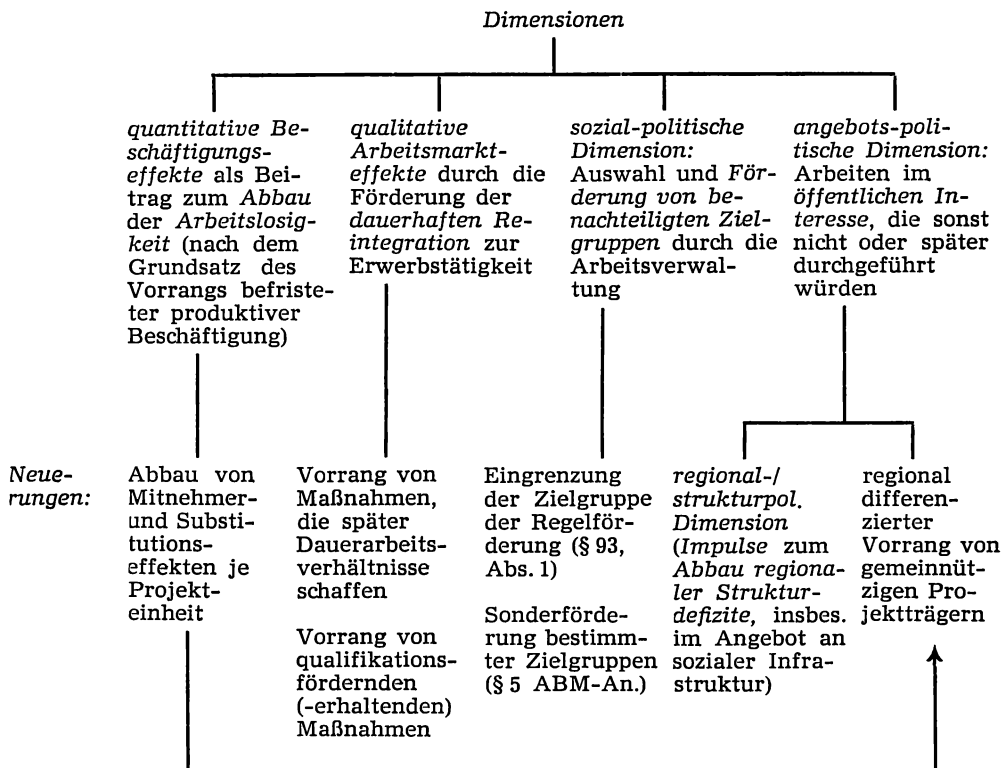 Dimensionen
quantitative Be-
schäftigungs-
effekte als Bei-
trag zum Abbau
der Arbeitslosig-
keit (nach dem
Grundsatz des
Vorrangs befriste-
ter produktiver
Beschäftigung)
qualitative
Arbeitsmarkt-
effekte durch die
Förderung der
dauerhaften Re-
integration zur
Erwerbstätigkeit
sozial-politische
Dimension:
Auswahl und För-
derung von be-
nachteiligten Ziel-
gruppen durch die
Arbeitsverwal-
tung
angebots-poli-
tische Dimension:
Arbeiten im
öffentlichen In-
teresse, die sonst
nicht oder später
durchgeführt
würden
Neue-
rungen:
Abbau von
Mitnehmer-
und Substi-
tutions-
effekten je
Projekt-
einheit
Vorrang von
Maßnahmen,
die später
Dauerarbeits-
verhältnisse
schaffen
Vorrang von
qualifikations-
fördernden
(-erhaltenden)
Maßnahmen
Eingrenzung
der Zielgruppe
der Regelför-
derung (§ 93,
Abs. 1)
Sonderförde-
rung bestimm-
ter Zielgruppen
(§ 5 ABM-An.)
regional-/
strukturpol.
Dimension
(Impulse zum
Abbau regiona-
ler Struktur-
defizite, insbes.
im Angebot an
sozialer Infra-
struktur)
regional
differen-
zierter
Vorrang von
gemeinnüt-
zigen Pro-
jektträgern